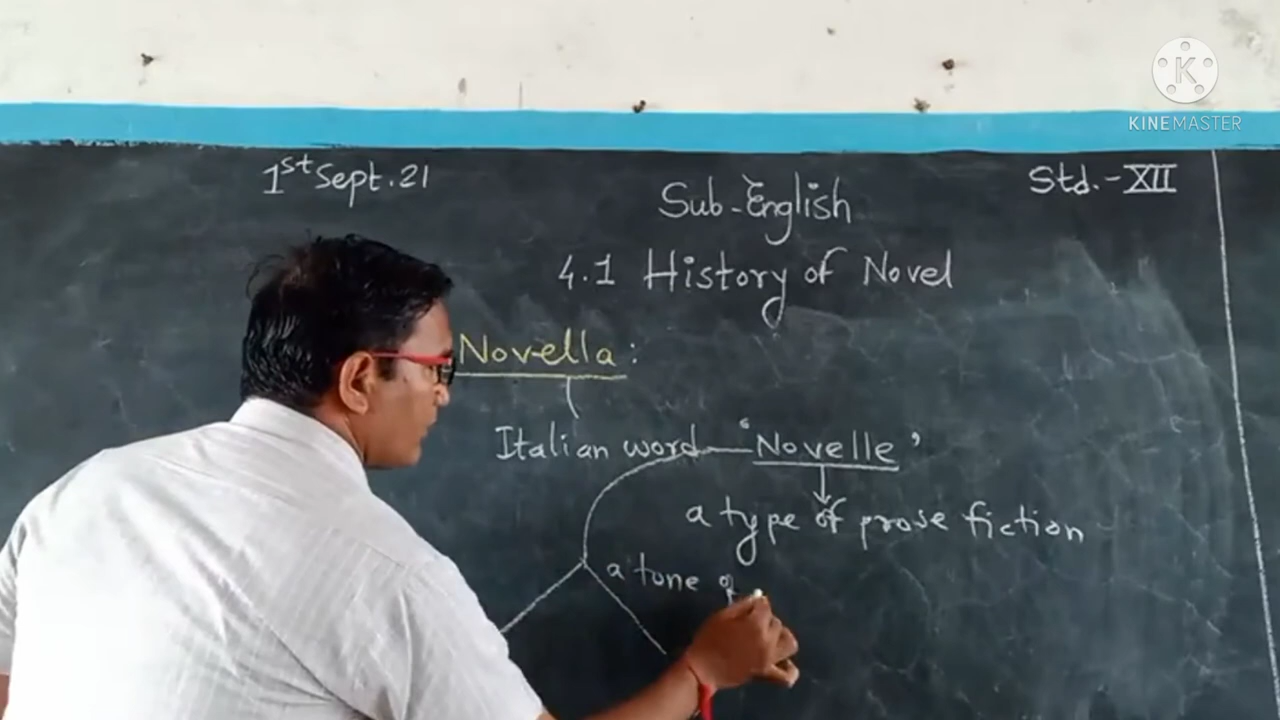 KINEMASTER
1st Sept.21
Sub-English
Std.-XII
4.1 History of Novel
Novella:
Italian word - 'Novelle'
a type of prose fiction
a tone